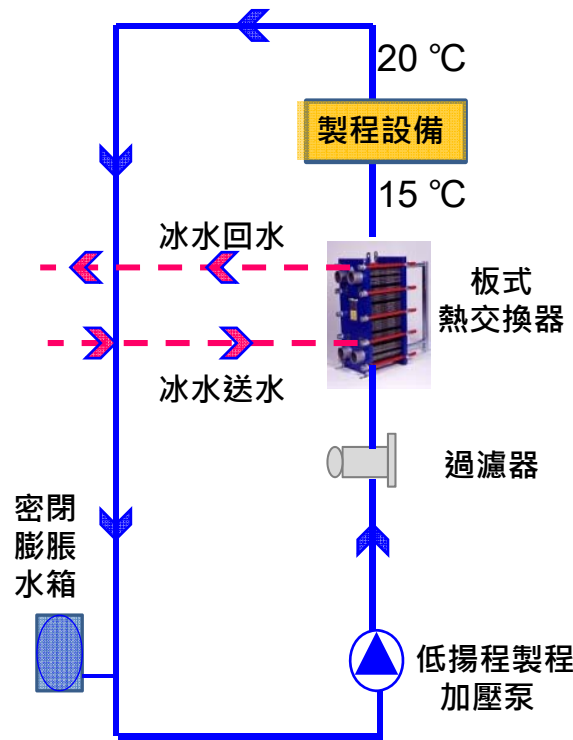 20 ℃
製程設備
15 ℃
冰水回水
板式
熱交換器
冰水送水
過濾器
密閉
膨脹
水箱
低揚程製程
加壓泵